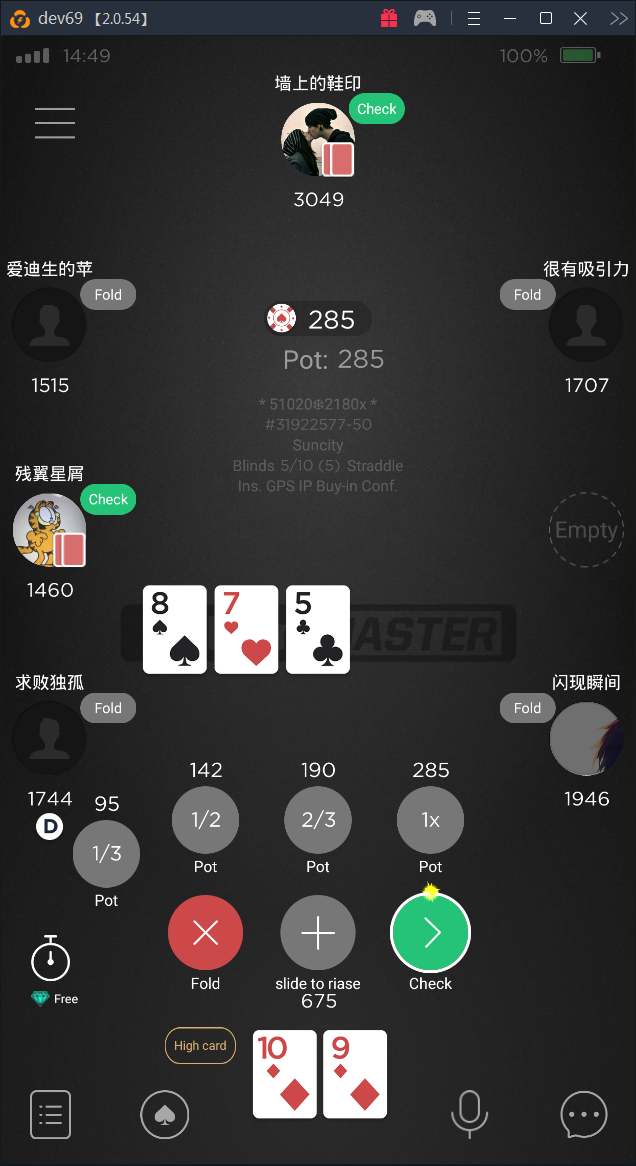 dev69 【2.0.54】
14:49
100%
墙上的鞋印
Check
3049
爱迪生的苹
Fold
1515
很有吸引力
Fold
1707
285
Pot: 285
* 51020❄2180x *
#31922577-50
Suncity
Blinds 5/10 (5) Straddle
Ins. GPS IP Buy-in Conf.
残翼星屑
Check
1460
Empty
8
7
5
MASTER
求败独孤
Fold
1744
D
闪现瞬间
Fold
1946
95
1/3
Pot
142
1/2
Pot
190
2/3
Pot
285
1x
Pot
Free
Fold
slide to riase
675
Check
High card
10
9